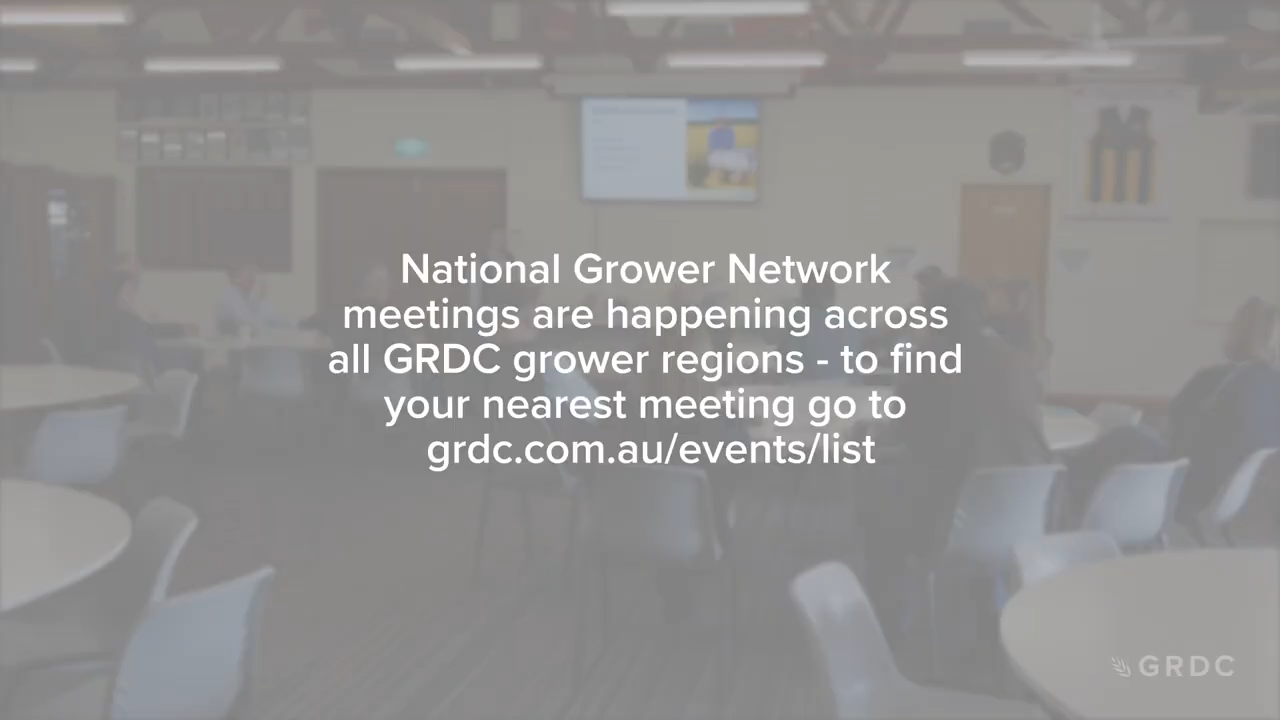 National Grower Network
meetings are happening across
all GRDC grower regions - to find
your nearest meeting go to
grdc.com.au/events/list
GRDC